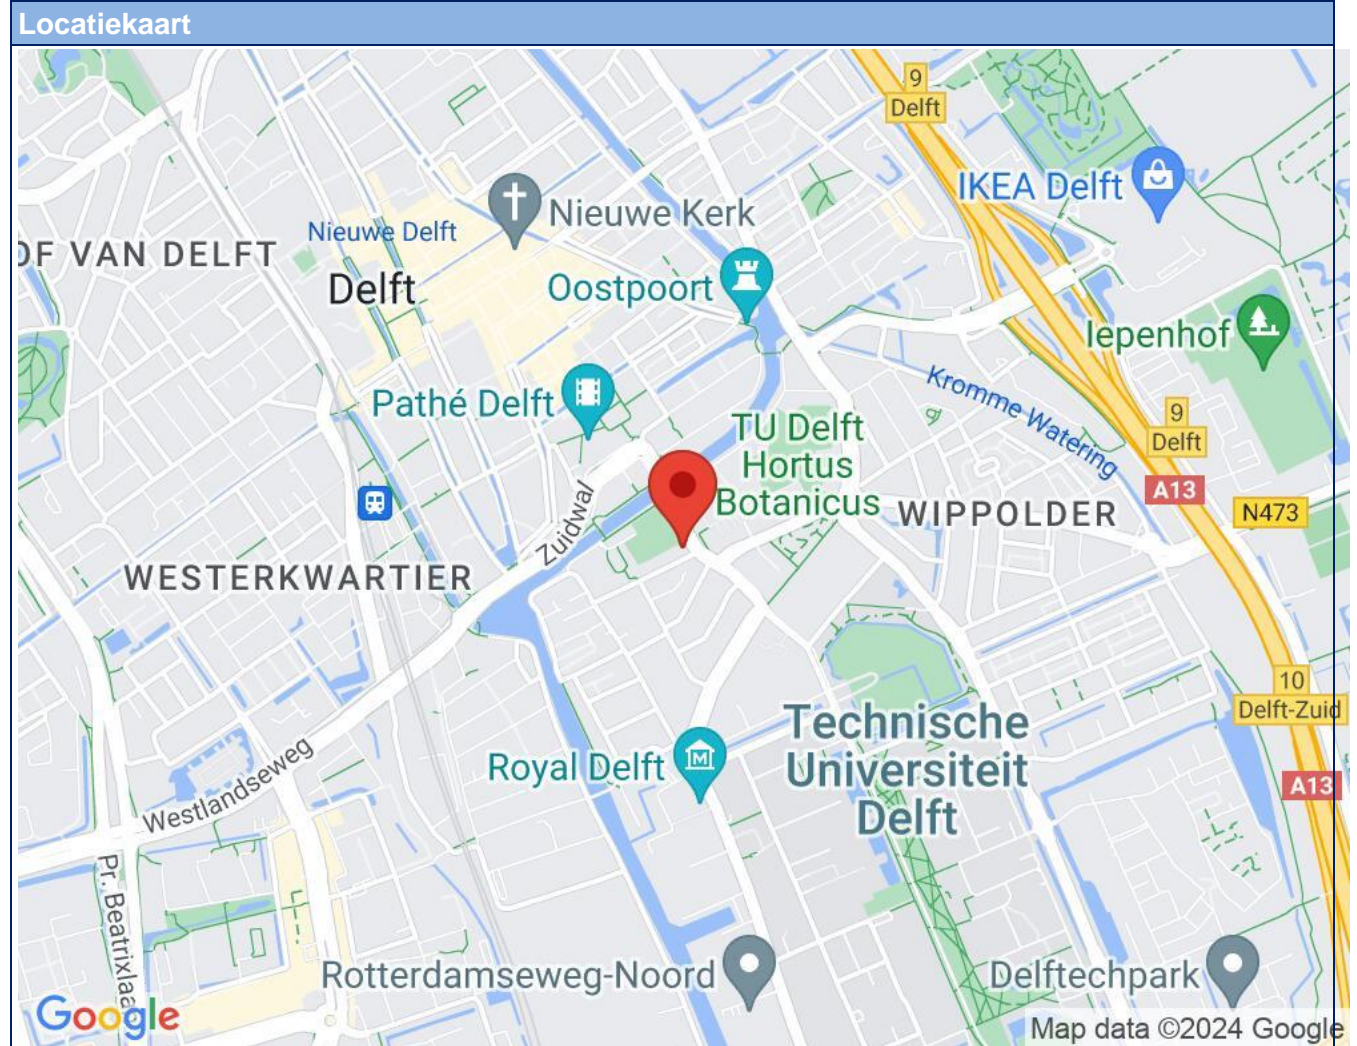 Locatiekaart
9
Delft
IKEA Delft
Nieuwe Kerk
Nieuwe Delft
OF VAN DELFT
Delft
Oostpoort
Iepenhof
Kromme Watering
Pathé Delft
TU Delft
Hortus
Botanicus
9
Delft
A13
N473
WIPPOLDER
Zuidwal
WESTERKWARTIER
10
Delft-Zuid
Technische
Universiteit
Delft
Royal Delft
A13
Westlandseweg
Pr. Beatrixlaa
Rotterdamseweg-Noord
Delftechpark
Google
Map data ©2024 Google